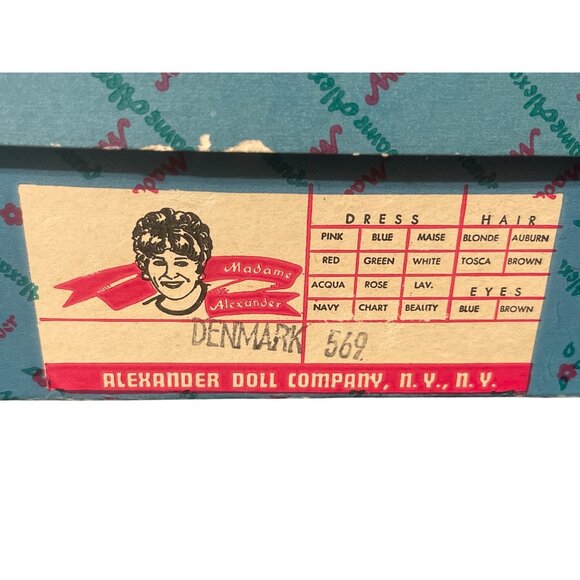 Madame
Alexander
DRESS HAIR
PINK BLUE MAISE BLONDE AUBURN
RED GREEN WHITE TOSCA BROWN
ACQUA ROSE LAV. EYES
NAVY CHART BEALITY BLUE BROWN
DENMARK 569
ALEXANDER DOLL COMPANY, N.Y., N.Y.